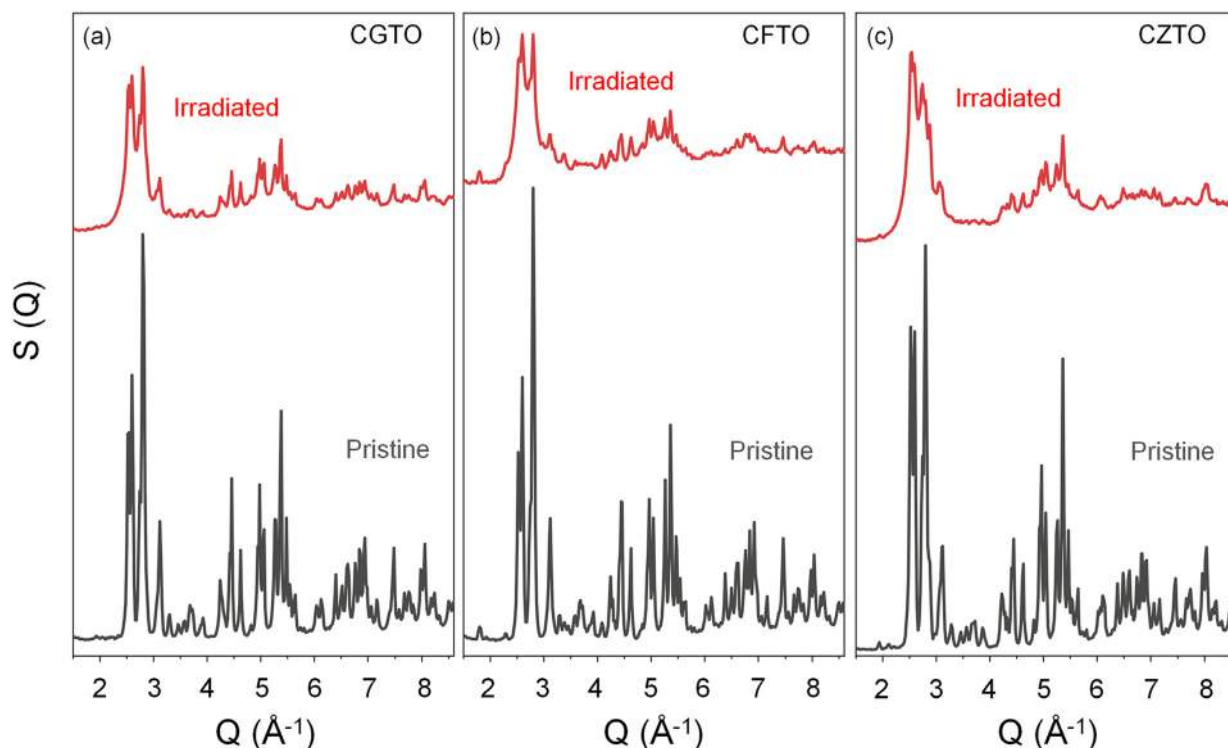 (a) CGTO
Irradiated
Pristine
(b) CFTO
Irradiated
Pristine
(c) CZTO
Irradiated
Pristine
S (Q)
2 3 4 5 6 7 8
2 3 4 5 6 7 8
2 3 4 5 6 7 8
Q (Å⁻¹)
Q (Å⁻¹)
Q (Å⁻¹)